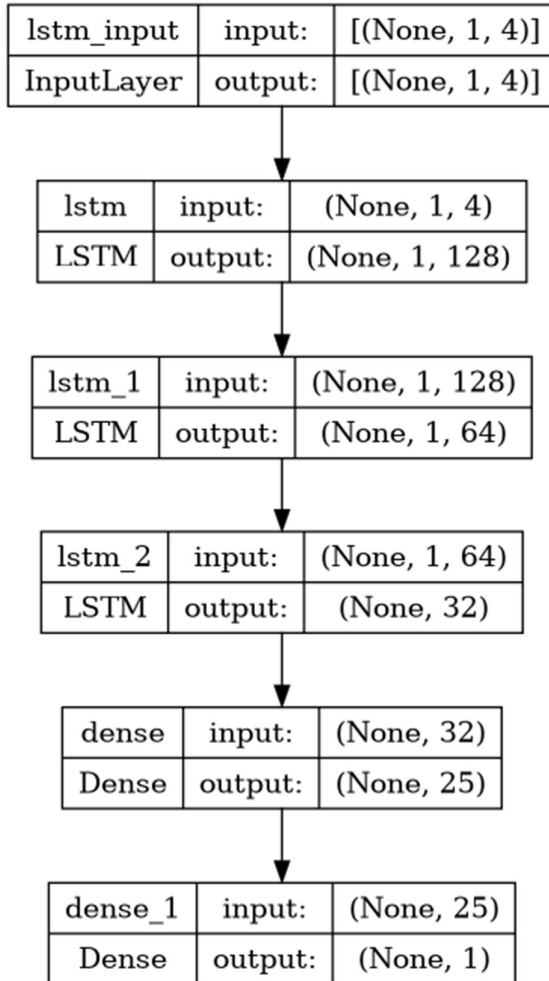 lstm_input input: [(None, 1, 4)]
InputLayer output: [(None, 1, 4)]
lstm input: (None, 1, 4)
LSTM output: (None, 1, 128)
lstm_1 input: (None, 1, 128)
LSTM output: (None, 1, 64)
lstm_2 input: (None, 1, 64)
LSTM output: (None, 32)
dense input: (None, 32)
Dense output: (None, 25)
dense_1 input: (None, 25)
Dense output: (None, 1)